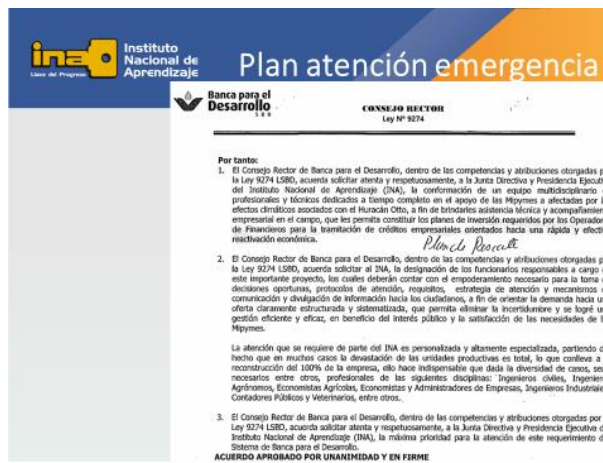 ina
Llave del Progreso
Instituto
Nacional de
Aprendizaje
Plan atención emergencia
Banca para el
Desarrollo
SBD
CONSEJO RECTOR
Ley Nº 9274
Por tanto:
1. El Consejo Rector de Banca para el Desarrollo, dentro de las competencias y atribuciones otorgadas p
la Ley 9274 LSBD, acuerda solicitar atenta y respetuosamente, a la Junta Directiva y Presidencia Ejecuti
del Instituto Nacional de Aprendizaje (INA), la conformación de un equipo multidisciplinario
profesionales y técnicos dedicados a tiempo completo en el apoyo de las Mipymes a afectadas por l
efectos climáticos asociados con el Huracán Otto, a fin de brindarles asistencia técnica y acompañamien
empresarial en el campo, que les permita constituir los planes de inversión requeridos por los Operador
de Financieros para la tramitación de créditos empresariales orientados hacia una rápida y efecti
reactivación económica.
Plan de Rescate
2. El Consejo Rector de Banca para el Desarrollo, dentro de las competencias y atribuciones otorgadas p
la Ley 9274 LSBD, acuerda solicitar al INA, la designación de los funcionarios responsables a cargo
este importante proyecto, los cuales deberán contar con el empoderamiento necesario para la toma
decisiones oportunas, protocolos de atención, requisitos, estrategia de atención y mecanismos
comunicación y divulgación de información hacia los ciudadanos, a fin de orientar la demanda hacia u
oferta claramente estructurada y sistematizada, que permita eliminar la incertidumbre y se logré u
gestión eficiente y eficaz, en beneficio del interés público y la satisfacción de las necesidades de l
Mipymes.
La atención que se requiere de parte del INA es personalizada y altamente especializada, partiendo d
hecho que en muchos casos la devastación de las unidades productivas es total, lo que conlleva a
reconstrucción del 100% de la empresa, ello hace indispensable que dada la diversidad de casos, se
necesarios entre otros, profesionales de las siguientes disciplinas: Ingenieros civiles, Ingenier
Agrónomos, Economistas Agrícolas, Economistas y Administradores de Empresas, Ingenieros Industriale
Contadores Públicos y Veterinarios, entre otros.
3. El Consejo Rector de Banca para el Desarrollo, dentro de las competencias y atribuciones otorgadas por
Ley 9274 LSBD, acuerda solicitar atenta y respetuosamente, a la Junta Directiva y Presidencia Ejecutiva d
Instituto Nacional de Aprendizaje (INA), la máxima prioridad para la atención de este requerimiento d
Sistema de Banca para el Desarrollo.
ACUERDO APROBADO POR UNANIMIDAD Y EN FIRME